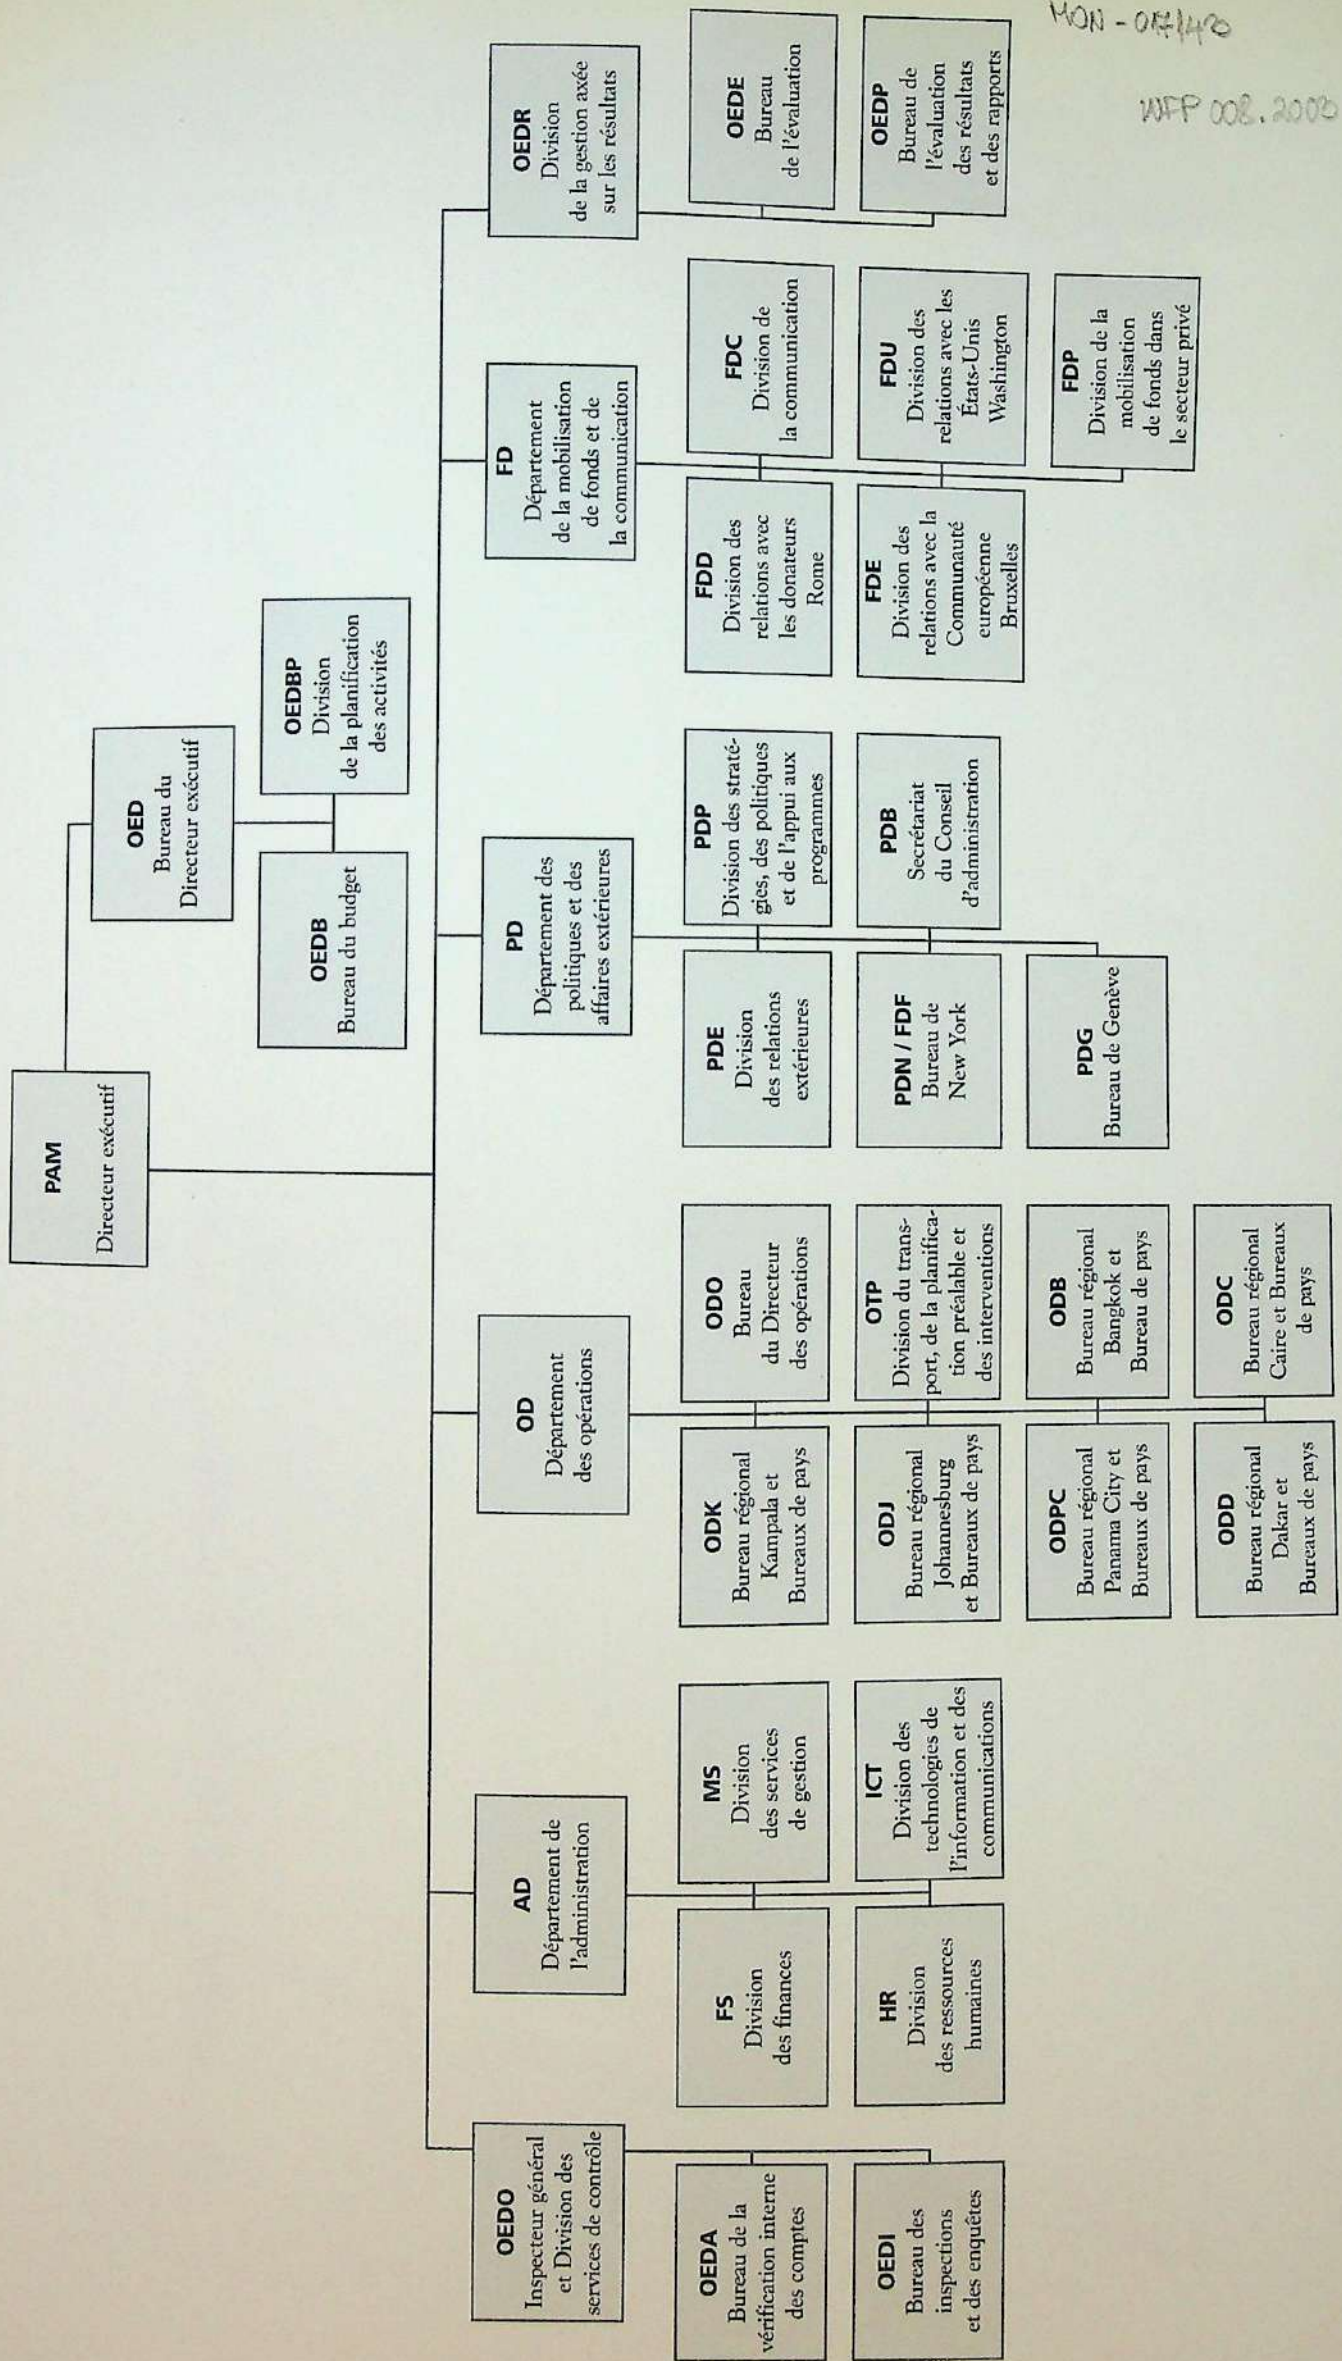 MON - 017/420
WFP 008.2003
PAM
Directeur exécutif
OED
Bureau du
Directeur exécutif
OEDB
Bureau du budget
OEDBP
Division
de la planification
des activités
OEDO
Inspecteur général
et Division des
services de contrôle
OEDA
Bureau de la
vérification interne
des comptes
OEDI
Bureau des
inspections
et des enquêtes
AD
Département de
l'administration
FS
Division
des finances
MS
Division
des services
de gestion
HR
Division
des ressources
humaines
ICT
Division des
technologies de
l'information et des
communications
OD
Département
des opérations
ODK
Bureau régional
Kampala et
Bureaux de pays
ODO
Bureau
du Directeur
des opérations
ODJ
Bureau régional
Johannesburg
et Bureaux de pays
OTP
Division du trans-
port, de la planifica-
tion préalable et
des interventions
ODPC
Bureau régional
Panama City et
Bureaux de pays
ODB
Bureau régional
Bangkok et
Bureau de pays
ODD
Bureau régional
Dakar et
Bureaux de pays
ODC
Bureau régional
Caire et Bureaux
de pays
PD
Département des
politiques et des
affaires extérieures
PDE
Division
des relations
extérieures
PDP
Division des straté-
gies, des politiques
et de l'appui aux
programmes
PDN / FDF
Bureau de
New York
PDB
Secrétariat
du Conseil
d'administration
PDG
Bureau de Genève
FD
Département
de la mobilisation
de fonds et de
la communication
FDD
Division des
relations avec
les donateurs
Rome
FDC
Division de
la communication
FDE
Division des
relations avec la
Communauté
européenne
Bruxelles
FDU
Division des
relations avec les
États-Unis
Washington
FDP
Division de la
mobilisation
de fonds dans
le secteur privé
OEDR
Division
de la gestion axée
sur les résultats
OEDE
Bureau
de l'évaluation
OEDP
Bureau de
l'évaluation
des résultats
et des rapports